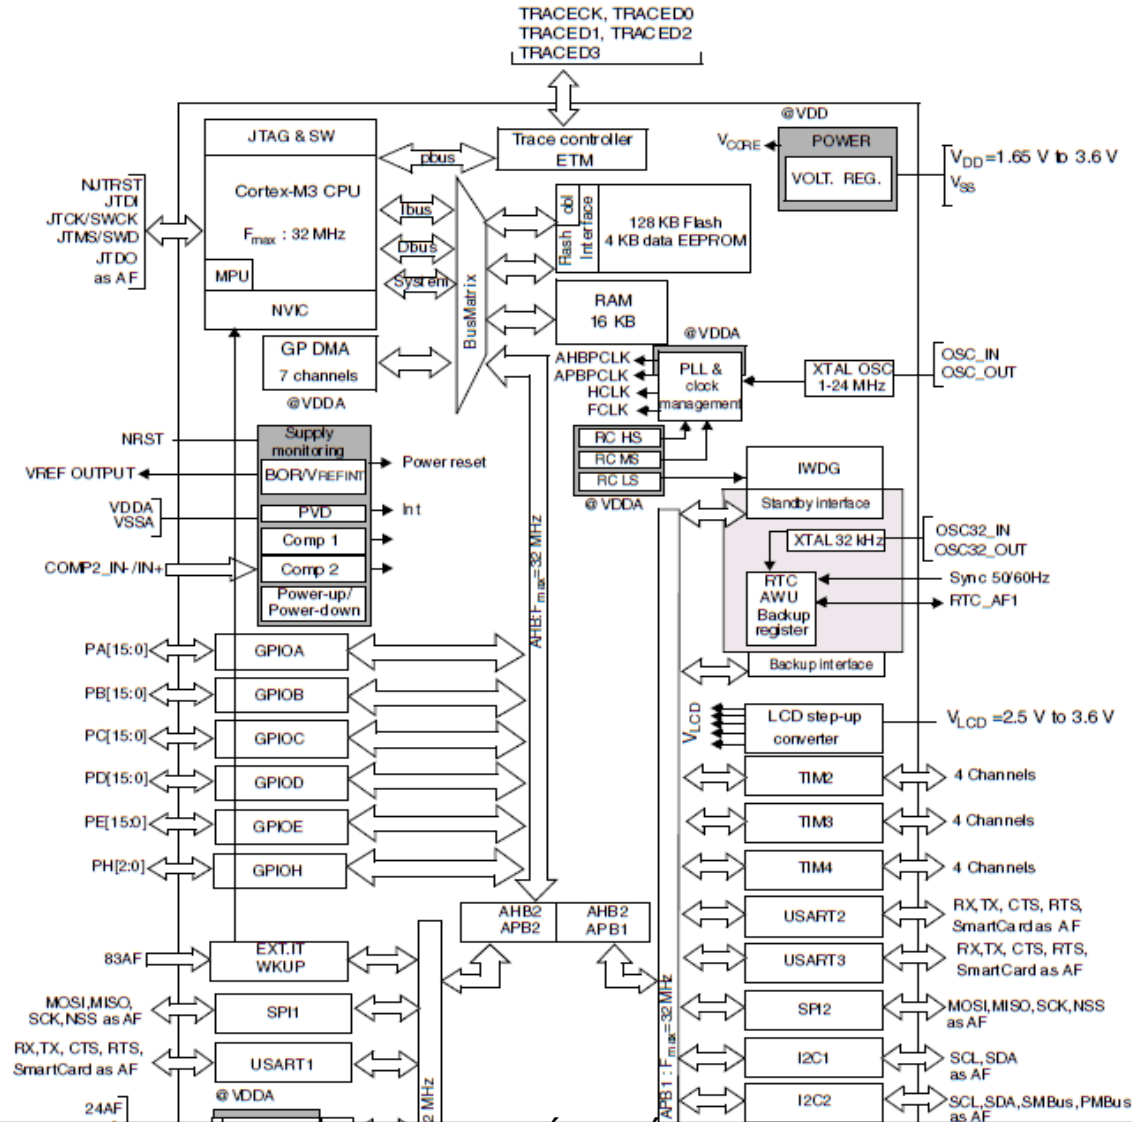 TRACECK, TRACED0
TRACED1, TRACED2
TRACED3
JTAG & SW
pbus
Trace controller
ETM
@VDD
VCORE
POWER
VOLT. REG.
VDD=1.65 V to 3.6 V
VSS
NJTRST
JTDI
JTCK/SWCK
JTMS/SWD
JTDO
as AF
Cortex-M3 CPU
Fmax : 32 MHz
MPU
NVIC
Ibus
Dbus
System
BusMatrix
Flash obl
Interface
128 KB Flash
4 KB data EEPROM
RAM
16 KB
GP DMA
7 channels
@VDDA
@VDDA
AHBPCLK
APBPCLK
HCLK
FCLK
PLL &
clock
management
XTAL OSC
1-24 MHz
OSC_IN
OSC_OUT
RC HS
RC MS
RC LS
@VDDA
NRST
VREF OUTPUT
VDDA
VSSA
COMP2_IN-/IN+
Supply
monitoring
BOR/VREFINT
PVD
Comp 1
Comp 2
Power-up/
Power-down
Power reset
Int
IWDG
Standby interface
XTAL 32 kHz
OSC32_IN
OSC32_OUT
RTC
AWU
Backup
register
Sync 50/60Hz
RTC_AF1
Backup interface
AHB:Fmax=32 MHz
PA[15:0]
GPIOA
PB[15:0]
GPIOB
PC[15:0]
GPIOC
PD[15:0]
GPIOD
PE[15:0]
GPIOE
PH[2:0]
GPIOH
VLCD
LCD step-up
converter
VLCD =2.5 V to 3.6 V
TIM2
4 Channels
TIM3
4 Channels
TIM4
4 Channels
AHB2
APB2
AHB2
APB1
USART2
RX,TX, CTS, RTS,
SmartCard as AF
USART3
RX,TX, CTS, RTS,
SmartCard as AF
83AF
EXT.IT
WKUP
MOSI,MISO,
SCK,NSS as AF
SPI1
RX,TX, CTS, RTS,
SmartCard as AF
USART1
@VDDA
24AF
2 MHz
APB1 : Fmax=32MHz
SPI2
MOSI,MISO,SCK,NSS
as AF
I2C1
SCL,SDA
as AF
I2C2
SCL,SDA,SMBus,PMBus
as AF